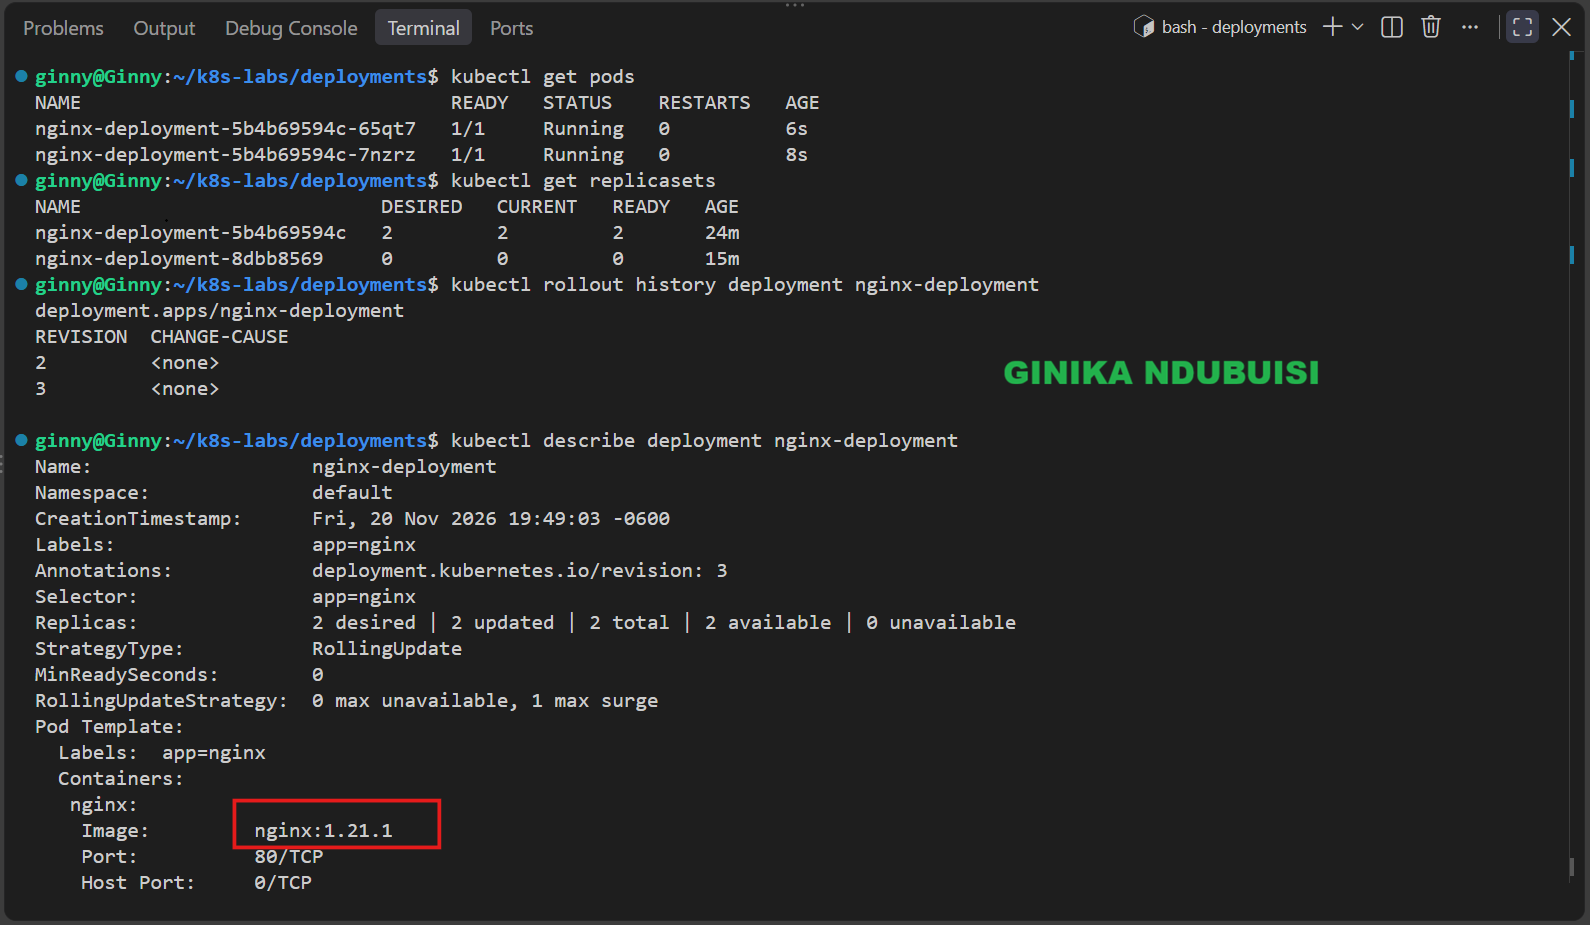 Problems Output Debug Console Terminal Ports bash - deployments
ginny@Ginny:~/k8s-labs/deployments$ kubectl get pods
NAME READY STATUS RESTARTS AGE
nginx-deployment-5b4b69594c-65qt7 1/1 Running 0 6s
nginx-deployment-5b4b69594c-7nzrz 1/1 Running 0 8s
ginny@Ginny:~/k8s-labs/deployments$ kubectl get replicasets
NAME DESIRED CURRENT READY AGE
nginx-deployment-5b4b69594c 2 2 2 24m
nginx-deployment-8dbb8569 0 0 0 15m
ginny@Ginny:~/k8s-labs/deployments$ kubectl rollout history deployment nginx-deployment
deployment.apps/nginx-deployment
REVISION CHANGE-CAUSE
2 <none>
3 <none>
GINIKA NDUBUISI
ginny@Ginny:~/k8s-labs/deployments$ kubectl describe deployment nginx-deployment
Name: nginx-deployment
Namespace: default
CreationTimestamp: Fri, 20 Nov 2026 19:49:03 -0600
Labels: app=nginx
Annotations: deployment.kubernetes.io/revision: 3
Selector: app=nginx
Replicas: 2 desired | 2 updated | 2 total | 2 available | 0 unavailable
StrategyType: RollingUpdate
MinReadySeconds: 0
RollingUpdateStrategy: 0 max unavailable, 1 max surge
Pod Template:
Labels: app=nginx
Containers:
nginx:
Image: nginx:1.21.1
Port: 80/TCP
Host Port: 0/TCP